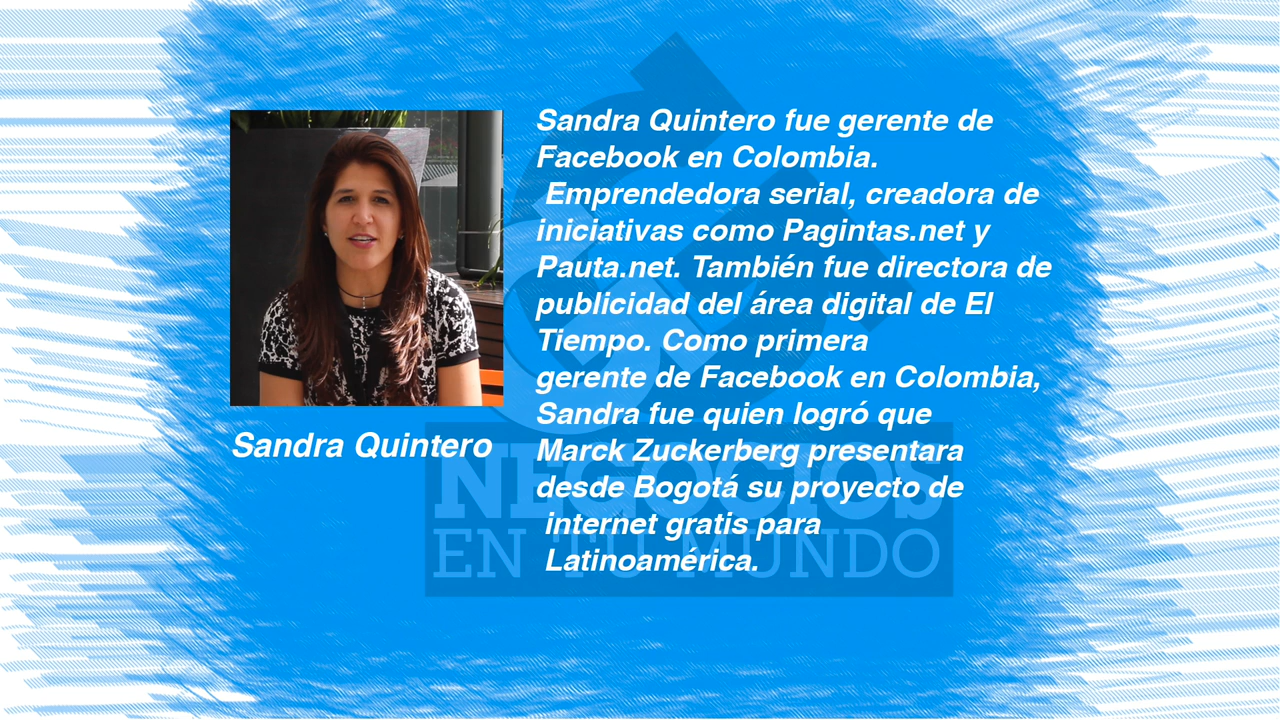 Sandra Quintero fue gerente de
Facebook en Colombia.
Emprendedora serial, creadora de
iniciativas como Pagintas.net y
Pauta.net. También fue directora de
publicidad del área digital de El
Tiempo. Como primera
gerente de Facebook en Colombia,
Sandra fue quien logró que
Marck Zuckerberg presentara
desde Bogotá su proyecto de
internet gratis para
Latinoamérica.
Sandra Quintero
NEGOCIOS
EN TU MUNDO